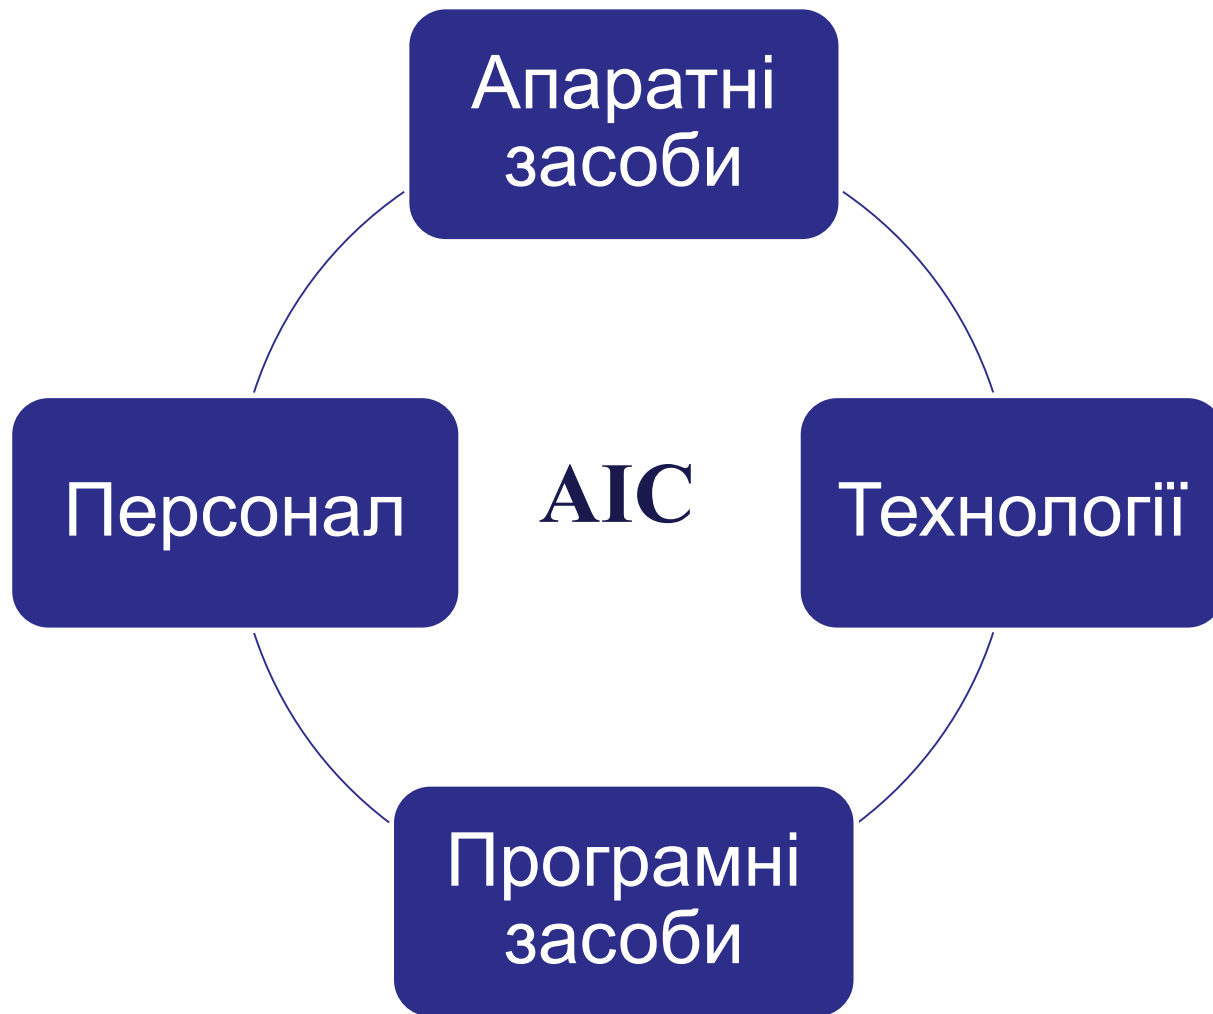 Апаратні
засоби
Персонал
АІС
Технології
Програмні
засоби